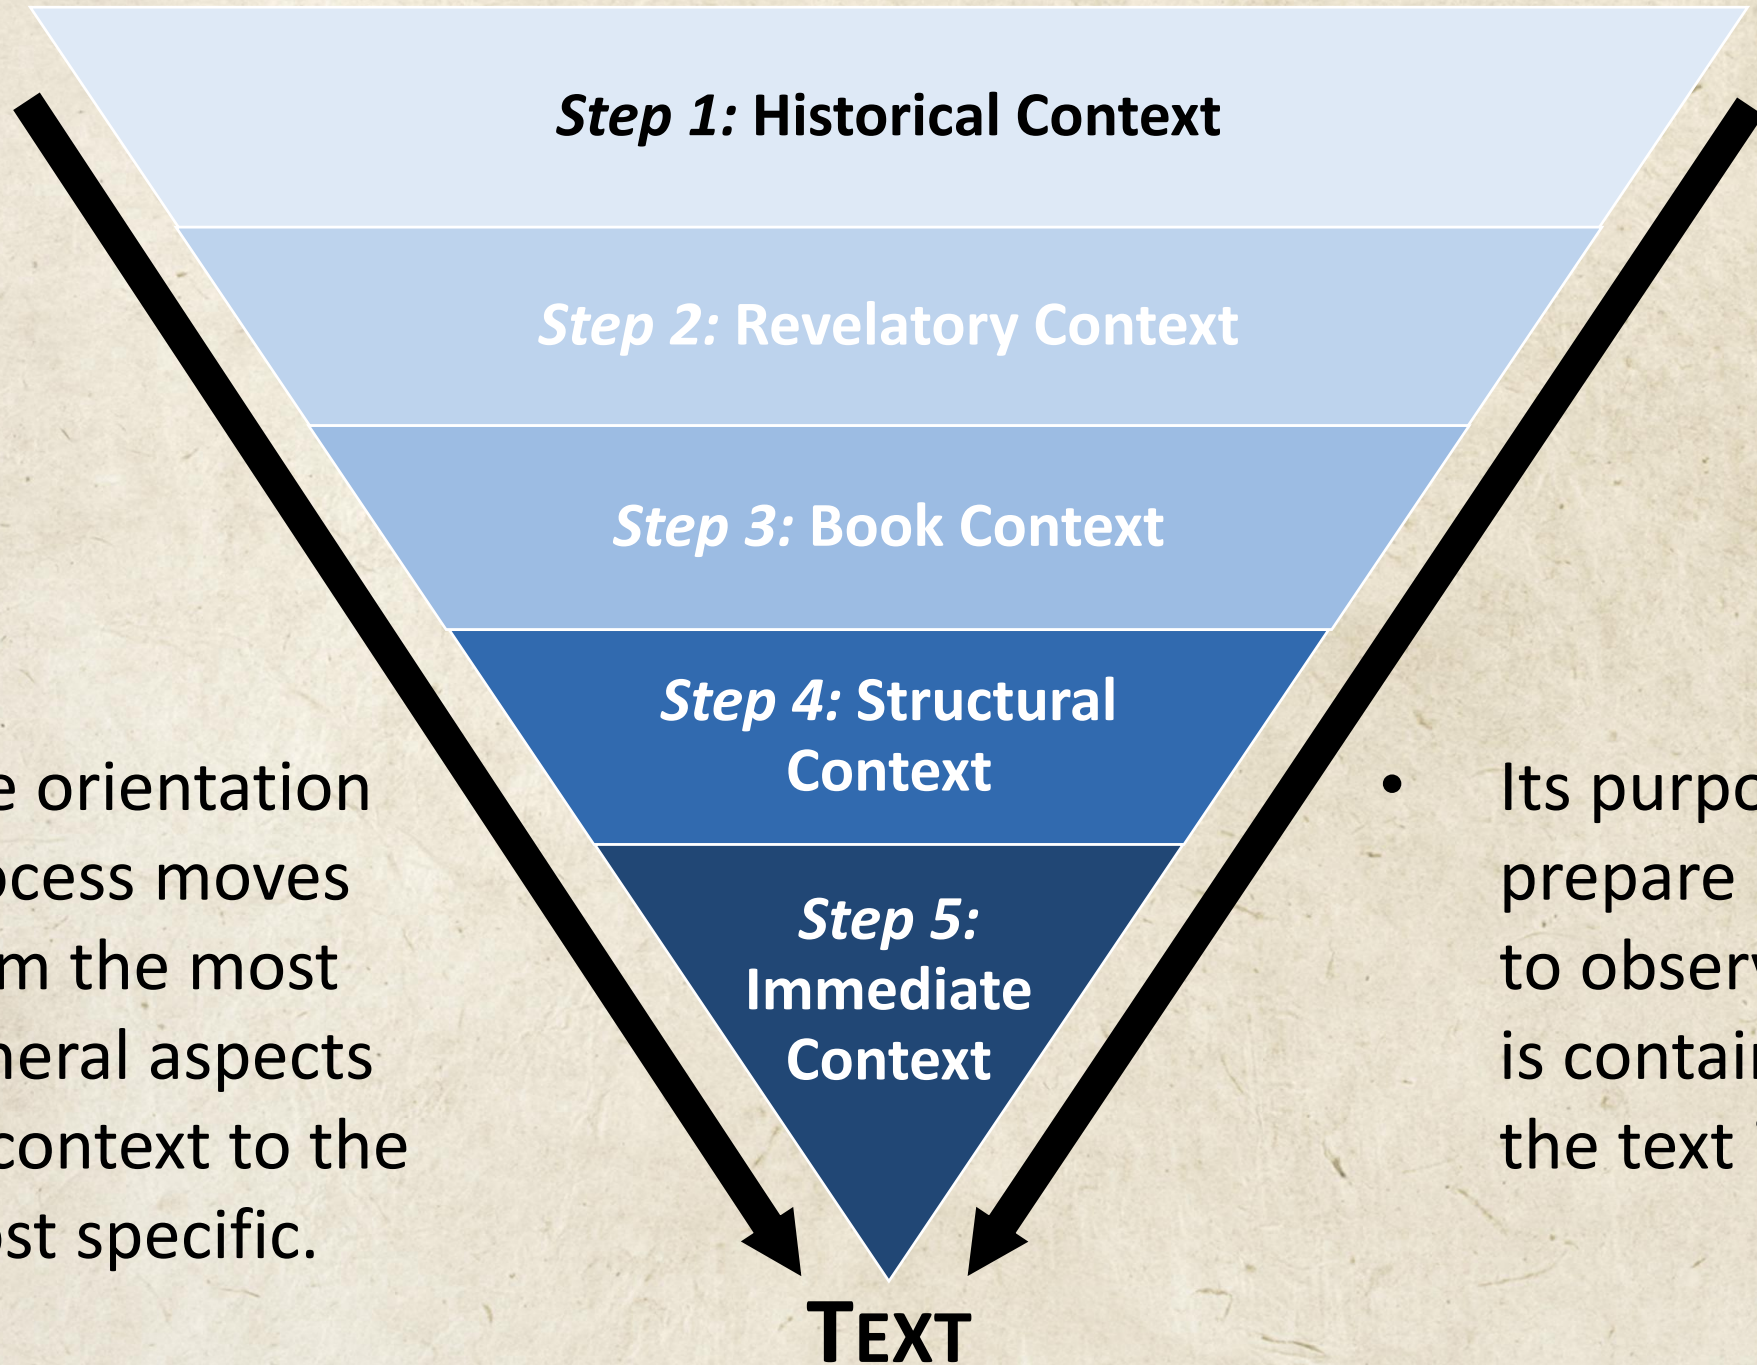 Step 1: Historical Context
Step 2: Revelatory Context
Step 3: Book Context
Step 4: Structural
Context
Step 5:
Immediate
Context
orientation
moves
the most
aspects
context to the
specific.
• Its
prepare
to
is
the text
TEXT